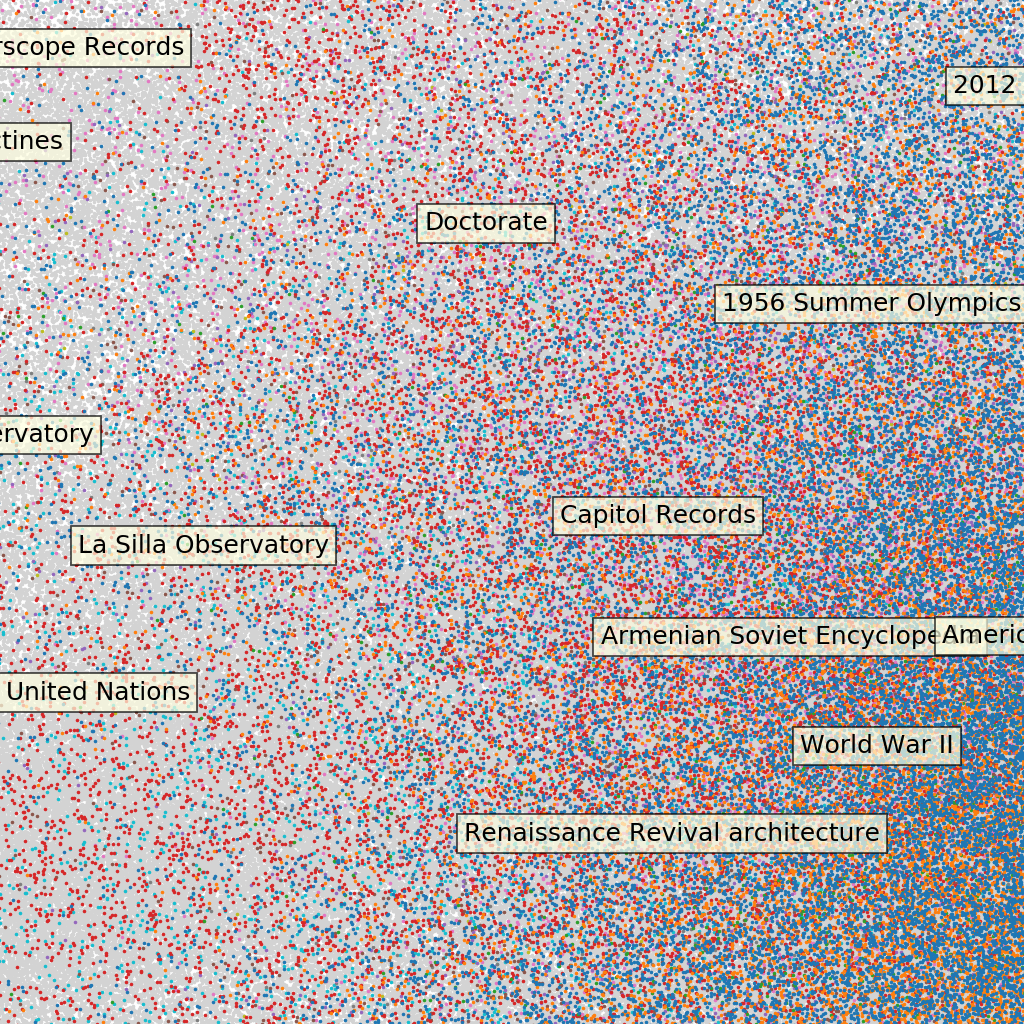 rscope Records
2012
ctines
Doctorate
1956 Summer Olympics
ervatory
Capitol Records
La Silla Observatory
Armenian Soviet Encyclope
Americ
United Nations
World War II
Renaissance Revival architecture